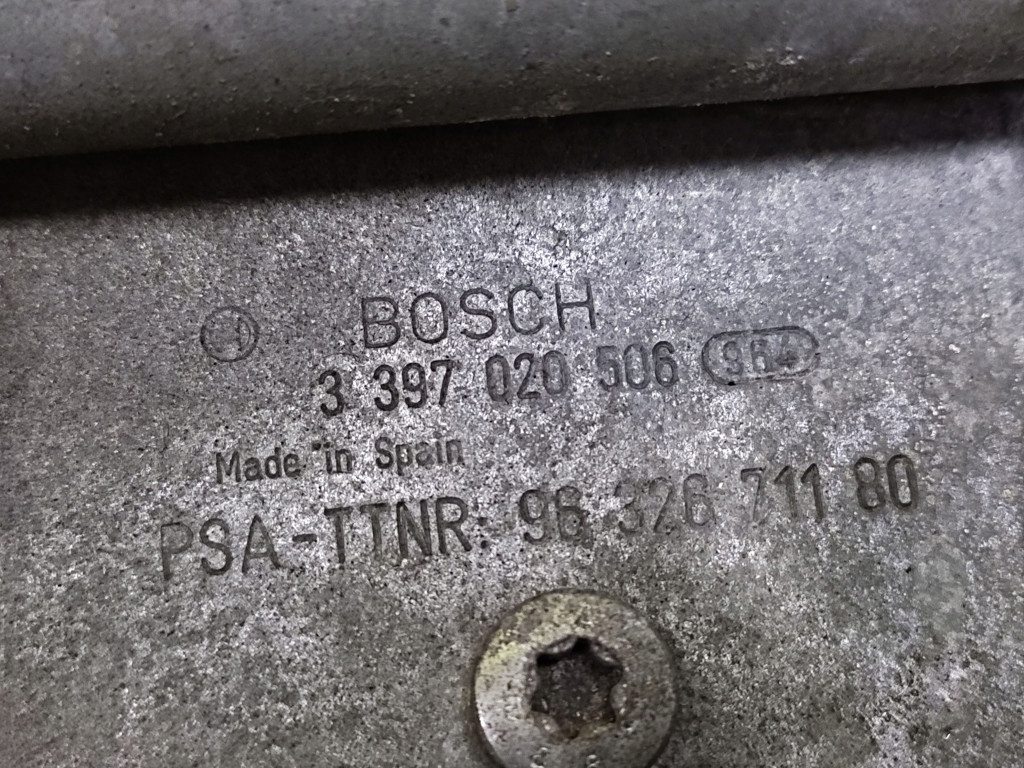 BOSCH
3 397 020 506 964
Made in Spain
PSA-TTNR: 96 326 711 80